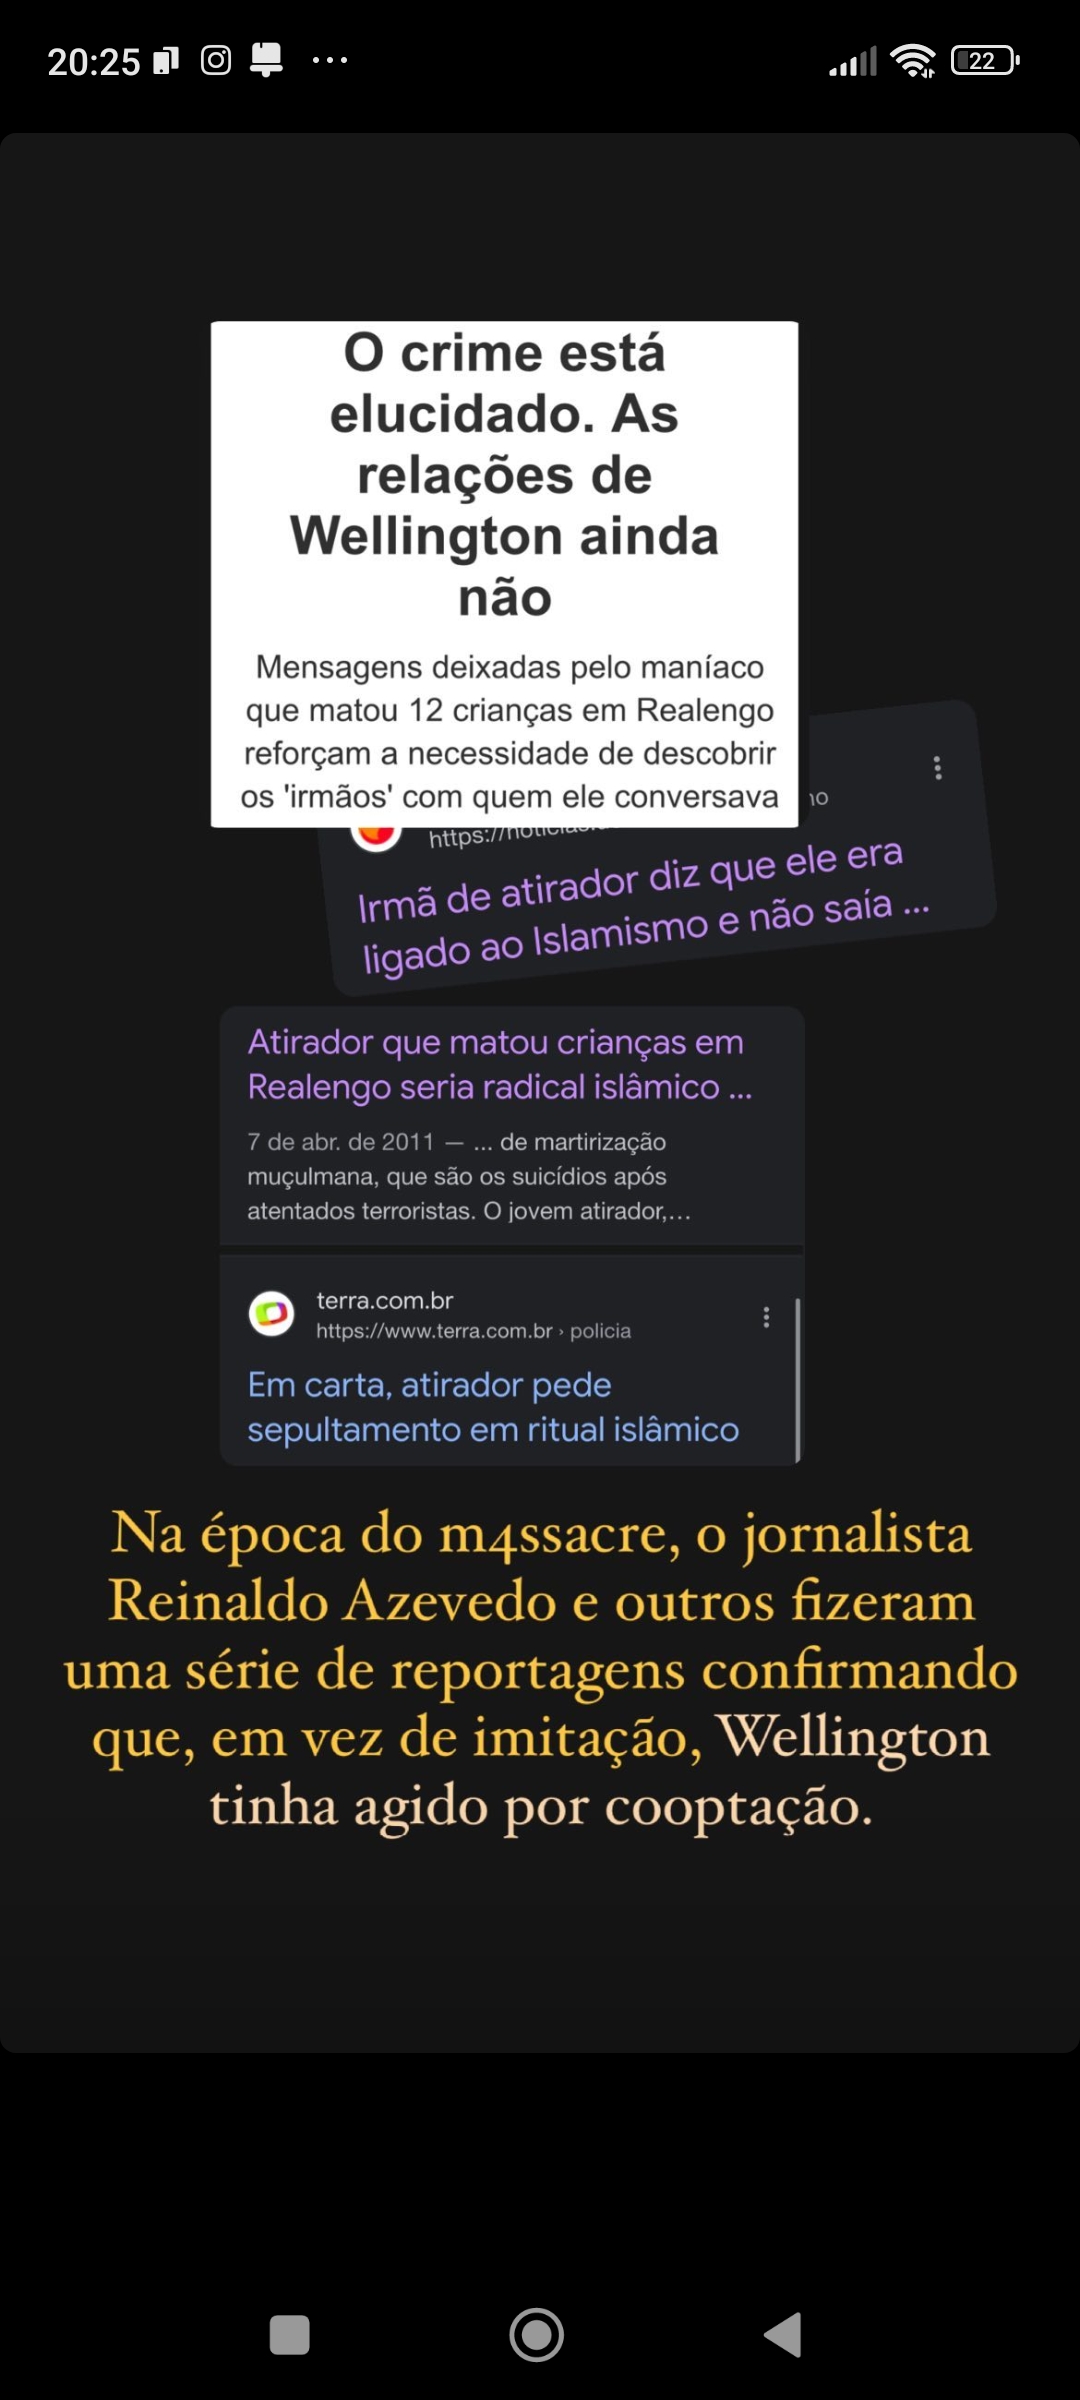 20:25
22
O crime está
elucidado. As
relações de
Wellington ainda
não
Mensagens deixadas pelo maníaco
que matou 12 crianças em Realengo
reforçam a necessidade de descobrir
os 'irmãos' com quem ele conversava
Irmã de atirador diz que ele era
ligado ao Islamismo e não saía ...
Atirador que matou crianças em
Realengo seria radical islâmico ...
7 de abr. de 2011 — ... de martirização
muçulmana, que são os suicídios após
atentados terroristas. O jovem atirador,...
terra.com.br
https://www.terra.com.br › policia
Em carta, atirador pede
sepultamento em ritual islâmico
Na época do m4ssacre, o jornalista
Reinaldo Azevedo e outros fizeram
uma série de reportagens confirmando
que, em vez de imitação, Wellington
tinha agido por cooptação.